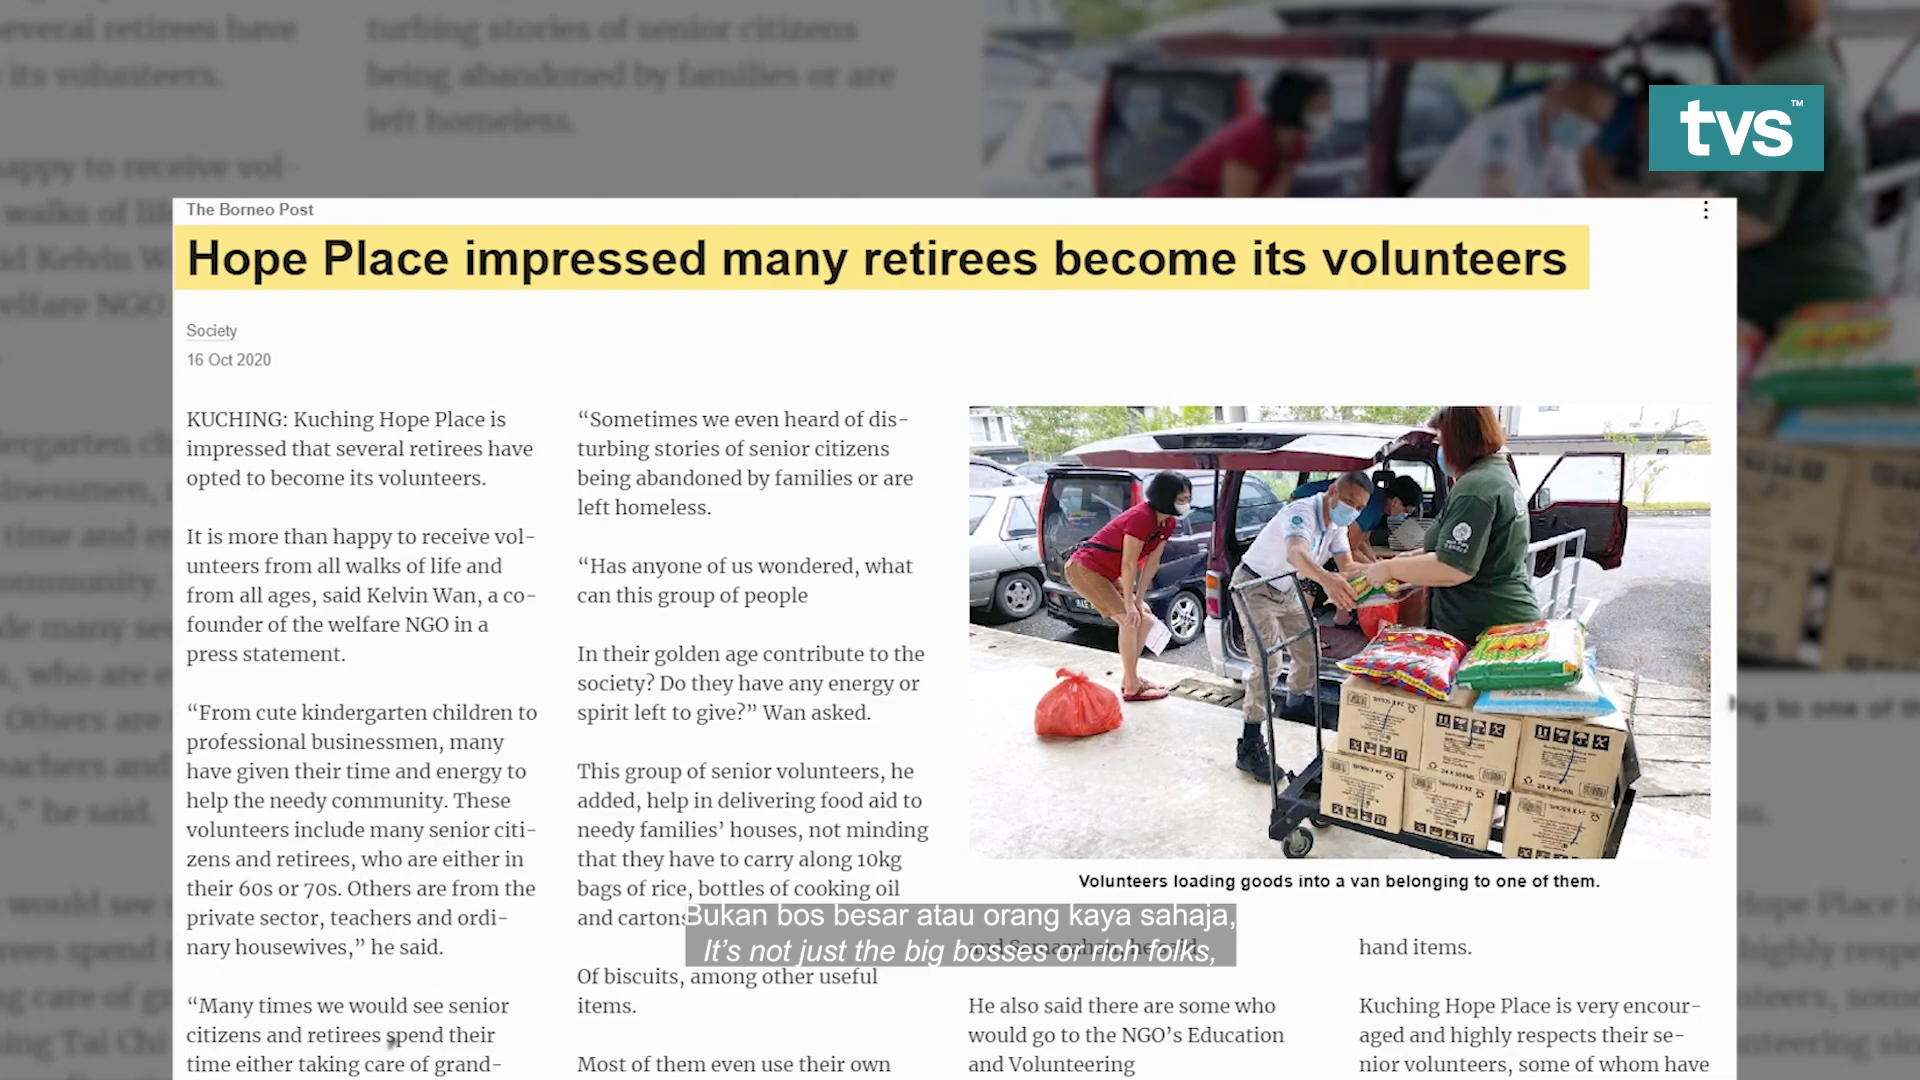 tvs™
The Borneo Post
Hope Place impressed many retirees become its volunteers
Society
16 Oct 2020
KUCHING: Kuching Hope Place is
impressed that several retirees have
opted to become its volunteers.
It is more than happy to receive vol-
unteers from all walks of life and
from all ages, said Kelvin Wan, a co-
founder of the welfare NGO in a
press statement.
“From cute kindergarten children to
professional businessmen, many
have given their time and energy to
help the needy community. These
volunteers include many senior citi-
zens and retirees, who are either in
their 60s or 70s. Others are from the
private sector, teachers and ordi-
nary housewives,” he said.
“Many times we would see senior
citizens and retirees spend their
time either taking care of grand-
“Sometimes we even heard of dis-
turbing stories of senior citizens
being abandoned by families or are
left homeless.
“Has anyone of us wondered, what
can this group of people
In their golden age contribute to the
society? Do they have any energy or
spirit left to give?” Wan asked.
This group of senior volunteers, he
added, help in delivering food aid to
needy families’ houses, not minding
that they have to carry along 10kg
bags of rice, bottles of cooking oil
and cartons
Of biscuits, among other useful
items.
Most of them even use their own
Volunteers loading goods into a van belonging to one of them.
He also said there are some who
would go to the NGO’s Education
and Volunteering
hand items.
Kuching Hope Place is very encour-
aged and highly respects their se-
nior volunteers, some of whom have
Bukan bos besar atau orang kaya sahaja,
It’s not just the big bosses or rich folks,